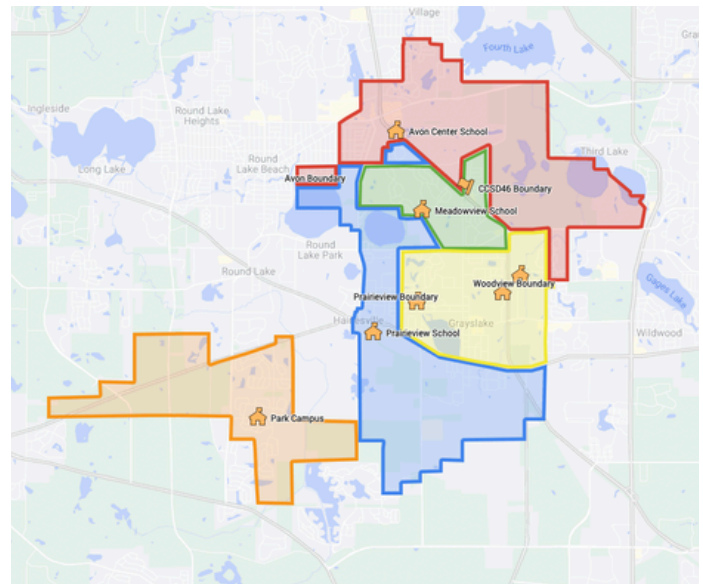 Village
Gra
Fourth Lake
Ingleside
Round Lake
Heights
Avon Center School
Third Lake
Long Lake
Round
Lake Beach
Avon Boundary
CCSD46 Boundary
Meadowview School
Round
Lake Park
Round Lake
Gages Lake
Woodview Boundary
Prairieview Boundary
Hainesville
Grayslake
Prairieview School
Wildwood
Park Campus